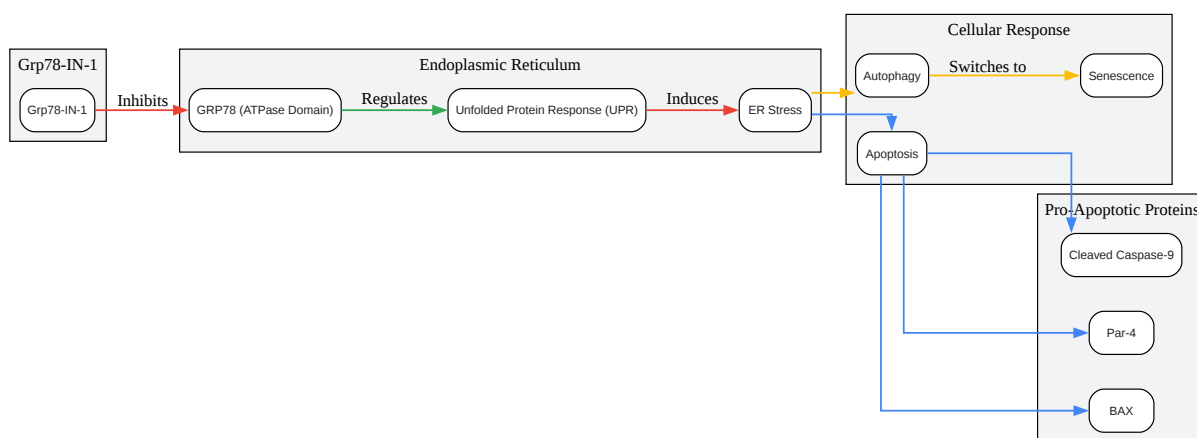 Grp78-IN-1
Grp78-IN-1
Inhibits
Endoplasmic Reticulum
GRP78 (ATPase Domain)
Regulates
Unfolded Protein Response (UPR)
Induces
ER Stress
Cellular Response
Autophagy
Switches to
Senescence
Apoptosis
Pro-Apoptotic Proteins
Cleaved Caspase-9
Par-4
BAX